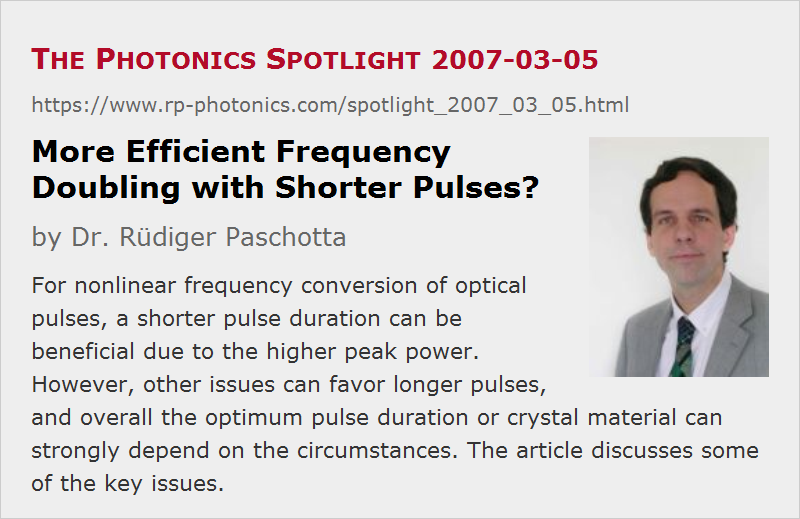 The Photonics Spotlight 2007-03-05
https://www.rp-photonics.com/spotlight_2007_03_05.html
More Efficient Frequency
Doubling with Shorter Pulses?
by Dr. Rüdiger Paschotta
For nonlinear frequency conversion of optical
pulses, a shorter pulse duration can be
beneficial due to the higher peak power.
However, other issues can favor longer pulses,
and overall the optimum pulse duration or crystal material can
strongly depend on the circumstances. The article discusses some
of the key issues.